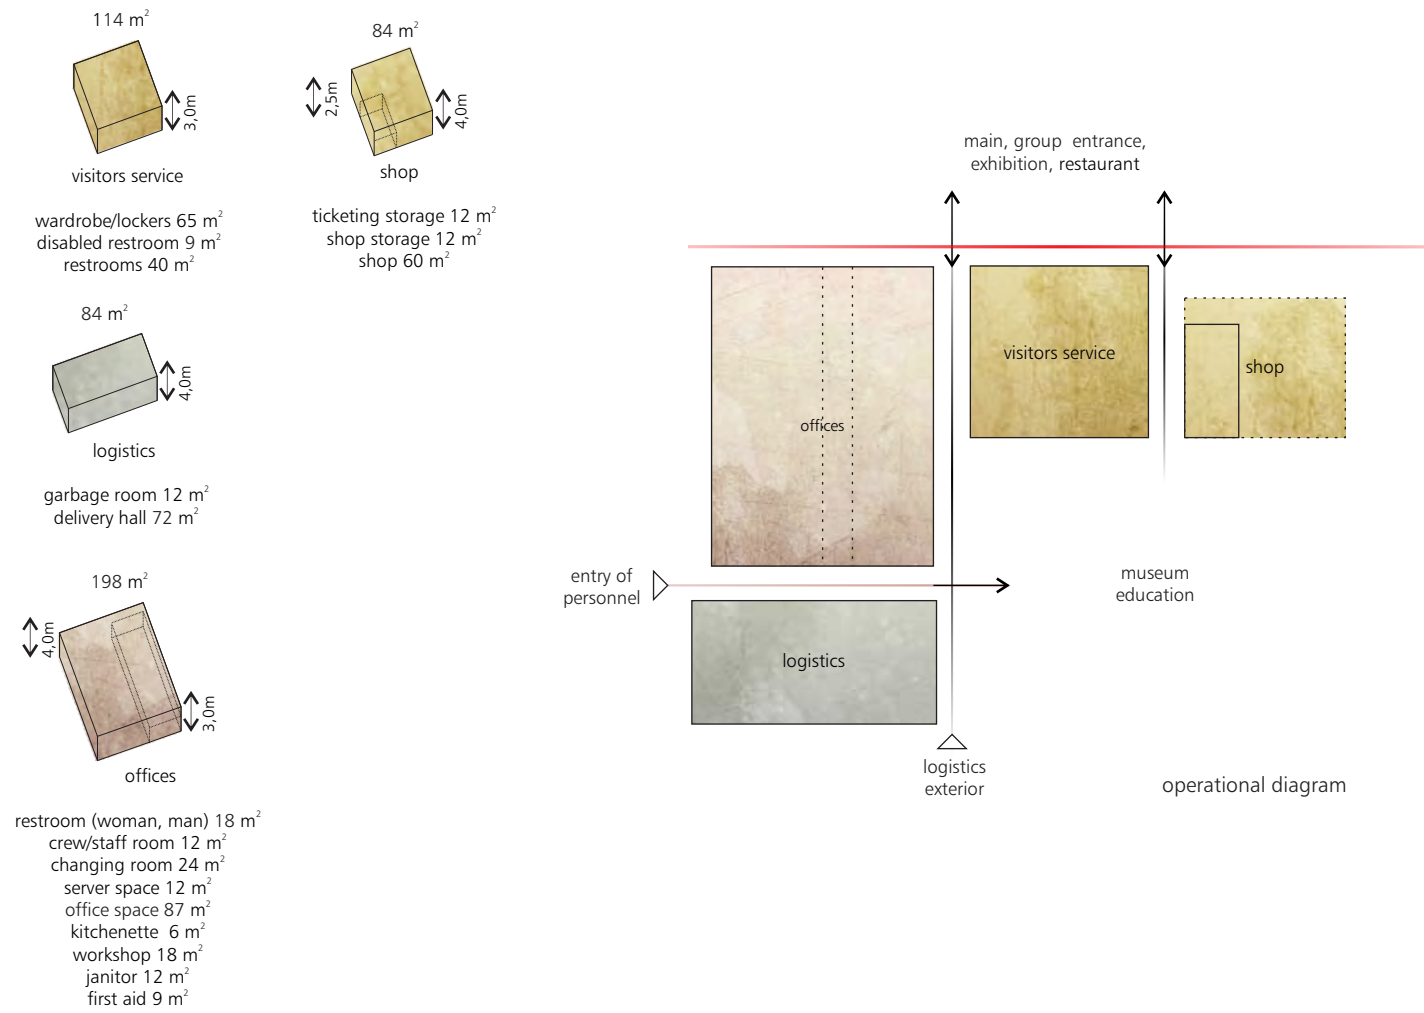 114 m²
3,0m
visitors service
wardrobe/lockers 65 m²
disabled restroom 9 m²
restrooms 40 m²
84 m²
2,5m
4,0m
shop
ticketing storage 12 m²
shop storage 12 m²
shop 60 m²
84 m²
4,0m
logistics
garbage room 12 m²
delivery hall 72 m²
198 m²
4,0m
3,0m
offices
restroom (woman, man) 18 m²
crew/staff room 12 m²
changing room 24 m²
server space 12 m²
office space 87 m²
kitchenette 6 m²
workshop 18 m²
janitor 12 m²
first aid 9 m²
main, group entrance,
exhibition, restaurant
visitors service
shop
offices
entry of
personnel
museum
education
logistics
logistics
exterior
operational diagram